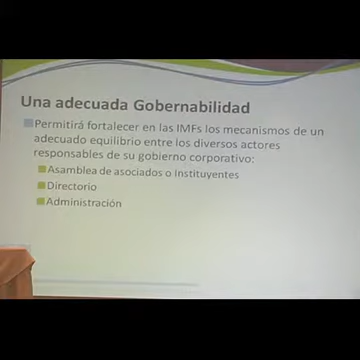 Una adecuada Gobernabilidad
Permitirá fortalecer en las IMFs los mecanismos de un
adecuado equilibrio entre los diversos actores
responsables de su gobierno corporativo:
Asamblea de asociados o Instituyentes
Directorio
Administración